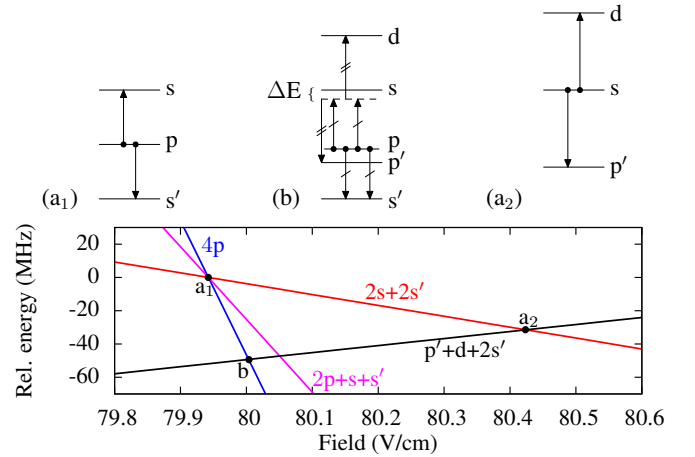 d
d
s
ΔE {
s
s
p
p
p′
p′
(a1)
s′
(b)
s′
(a2)
Rel. energy (MHz)
20
0
-20
-40
-60
4p
a1
2s+2s′
a2
b
p′+d+2s′
2p+s+s′
79.8 79.9 80 80.1 80.2 80.3 80.4 80.5 80.6
Field (V/cm)